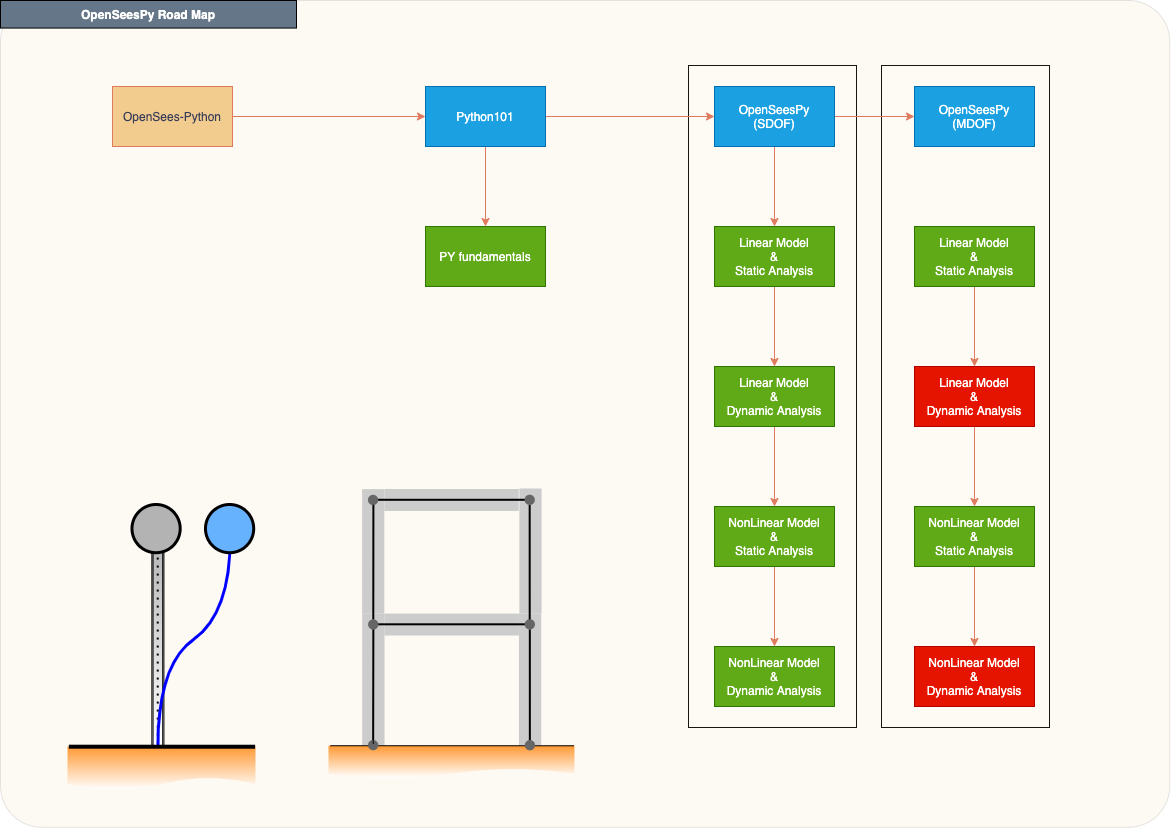 OpenSeesPy Road Map
OpenSees-Python
Python101
OpenSeesPy
(SDOF)
OpenSeesPy
(MDOF)
PY fundamentals
Linear Model
&
Static Analysis
Linear Model
&
Static Analysis
Linear Model
&
Dynamic Analysis
Linear Model
&
Dynamic Analysis
NonLinear Model
&
Static Analysis
NonLinear Model
&
Static Analysis
NonLinear Model
&
Dynamic Analysis
NonLinear Model
&
Dynamic Analysis